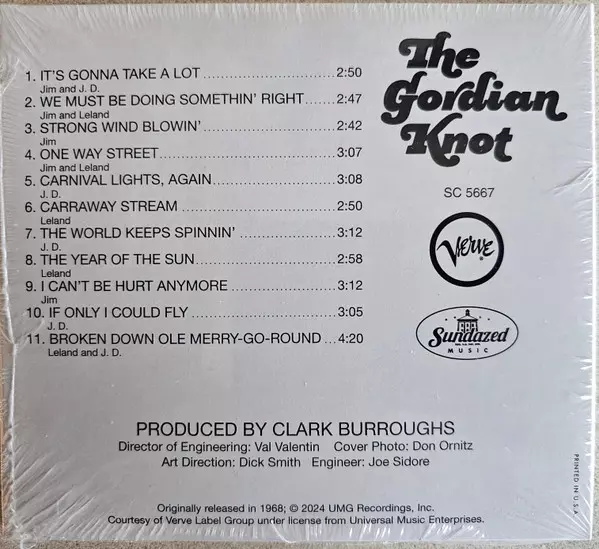 The
Gordian
Knot
1. IT'S GONNA TAKE A LOT ..............................2:50
Jim and J. D.
2. WE MUST BE DOING SOMETHIN' RIGHT .......2:47
Jim and Leland
3. STRONG WIND BLOWIN' ..............................2:42
Jim
4. ONE WAY STREET ......................................3:07
Jim and Leland
5. CARNIVAL LIGHTS, AGAIN ............................3:08
J. D.
6. CARRAWAY STREAM ..................................2:50
Leland
7. THE WORLD KEEPS SPINNIN' ......................3:12
J. D.
8. THE YEAR OF THE SUN ................................2:58
Leland
9. I CAN'T BE HURT ANYMORE ........................3:12
Jim
10. IF ONLY I COULD FLY ..................................3:05
J. D.
11. BROKEN DOWN OLE MERRY-GO-ROUND ...4:20
Leland and J. D.
SC 5667
Verve
Sundazed
MUSIC
PRODUCED BY CLARK BURROUGHS
Director of Engineering: Val Valentin Cover Photo: Don Ornitz
Art Direction: Dick Smith Engineer: Joe Sidore
PRINTED IN U.S.A.
Originally released in 1968; © 2024 UMG Recordings, Inc.
Courtesy of Verve Label Group under license from Universal Music Enterprises.